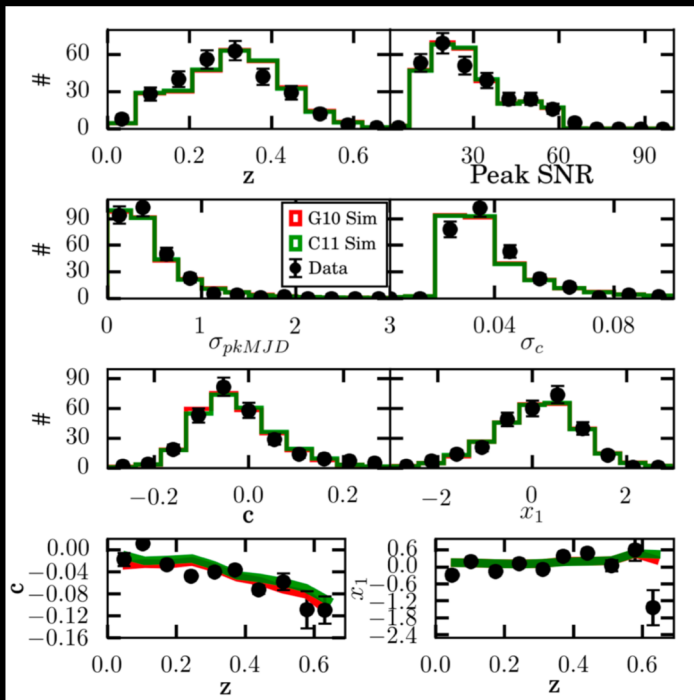 60
30
0
#
0.0 0.2 0.4 0.6 30 60 90
z Peak SNR
90
60
30
0
#
G10 Sim
C11 Sim
Data
0 1 2 3 0.04 0.08
σpkMJD σc
90
60
30
0
#
−0.2 0.0 0.2 −2 0 2
c x1
0.00
−0.04
−0.08
−0.12
−0.16
c
0.0 0.2 0.4 0.6
z
0.6
0.0
−0.6
−1.2
−1.8
−2.4
x1
0.0 0.2 0.4 0.6
z